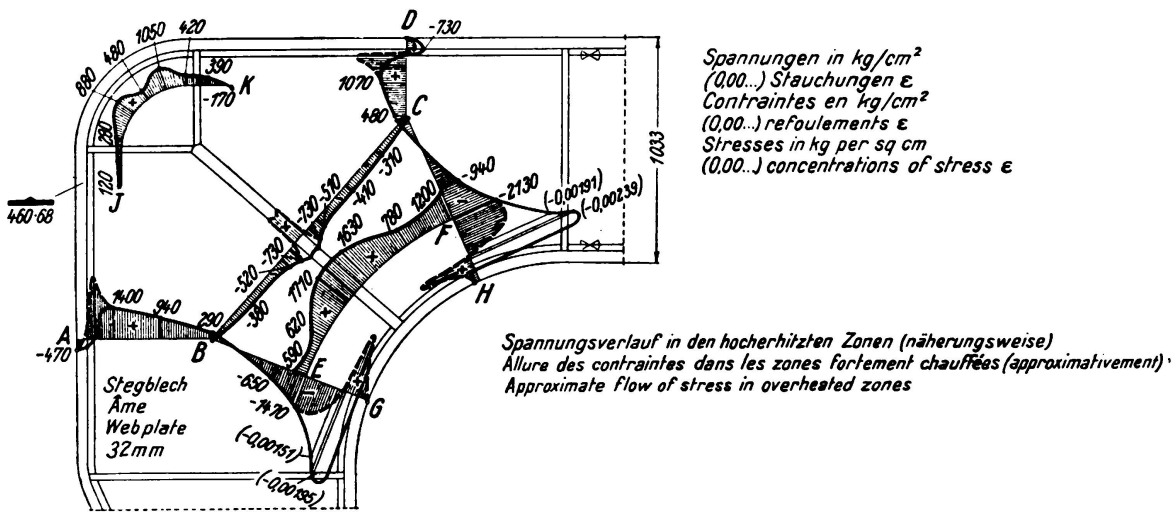 D
-730
1050
420
480
880
390
-170
K
280
120
J
1070
480
C
460·68
-310
-410
-510
-730
-940
-2130
(-0,00191)
(-0,00239)
1200
780
1630
F
H
1033
-730
-520
-380
1710
620
590
E
1400
940
290
A
-470
B
-650
-1470
G
(-0,00151)
(-0,00195)
Stegblech
Âme
Webplate
32mm
Spannungen in kg/cm²
(0,00...) Stauchungen ε
Contraintes en kg/cm²
(0,00...) refoulements ε
Stresses in kg per sq cm
(0,00...) concentrations of stress ε
Spannungsverlauf in den hocherhitzten Zonen (näherungsweise)
Allure des contraintes dans les zones fortement chauffées (approximativement)
Approximate flow of stress in overheated zones